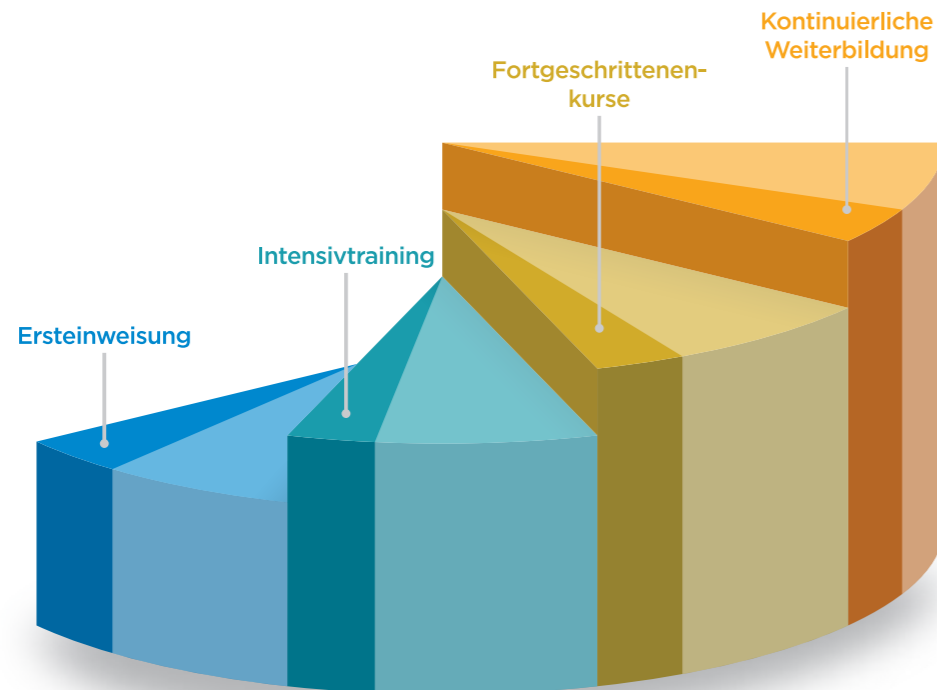 Kontinuierliche
Weiterbildung
Fortgeschrittenen-
kurse
Intensivtraining
Ersteinweisung